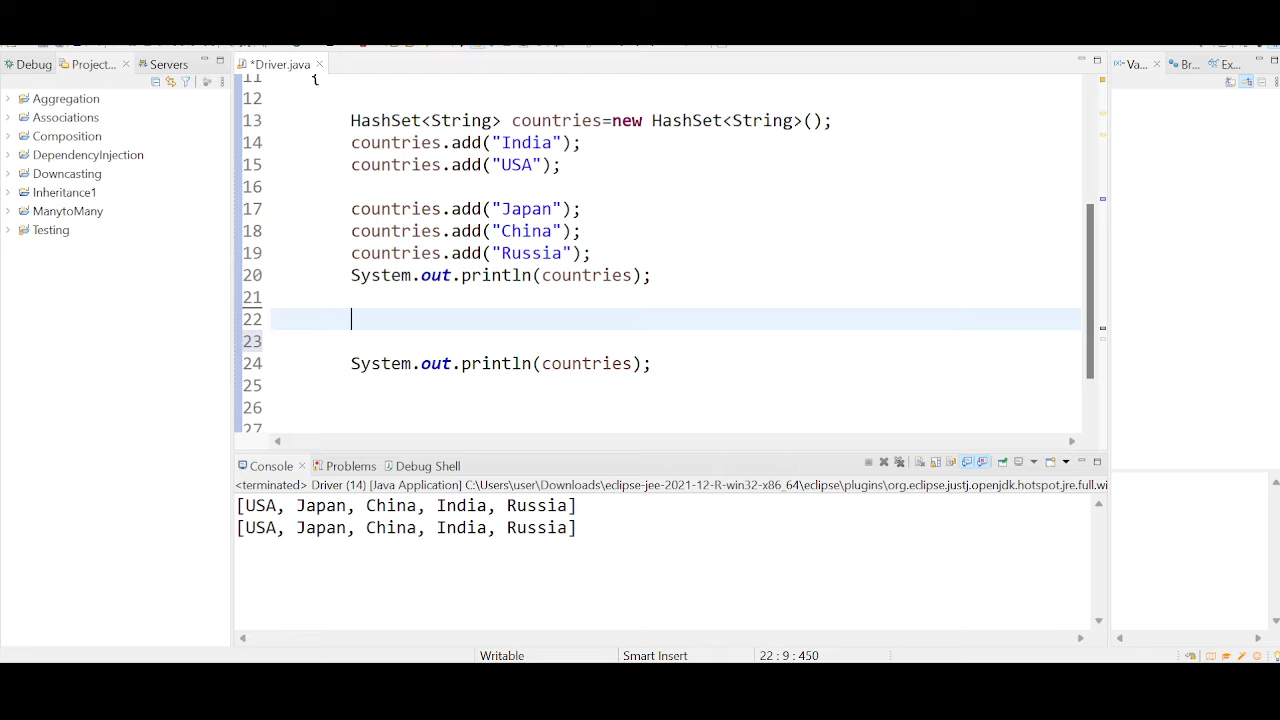 Debug Project... Servers *Driver.java Va... Br... Ex...
Aggregation
Associations
Composition
DependencyInjection
Downcasting
Inheritance1
ManytoMany
Testing
11 {
12
13 HashSet<String> countries=new HashSet<String>();
14 countries.add("India");
15 countries.add("USA");
16
17 countries.add("Japan");
18 countries.add("China");
19 countries.add("Russia");
20 System.out.println(countries);
21
22
23
24 System.out.println(countries);
25
26
27
Console Problems Debug Shell
<terminated> Driver (14) [Java Application] C:\Users\user\Downloads\eclipse-jee-2021-12-R-win32-x86_64\eclipse\plugins\org.eclipse.justj.openjdk.hotspot.jre.full.wi
[USA, Japan, China, India, Russia]
[USA, Japan, China, India, Russia]
Writable Smart Insert 22 : 9 : 450